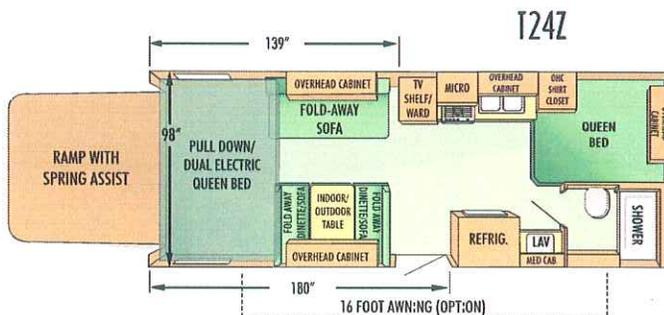 T24Z
139"
OVERHEAD CABINET
FOLD-AWAY
SOFA
TV
SHELF/
WARD
MICRO
OVERHEAD
CABINET
OHC
SHIRT
CLOSET
QUEEN
BED
CABINET
RAMP WITH
SPRING ASSIST
98"
PULL DOWN/
DUAL ELECTRIC
QUEEN BED
FOLD AWAY
DINETTE/SOFA
INDOOR/
OUTDOOR
TABLE
FOLD AWAY
DINETTE/SOFA
OVERHEAD CABINET
REFRIG.
LAV
MED CAB.
SHOWER
180"
16 FOOT AWNING (OPTION)